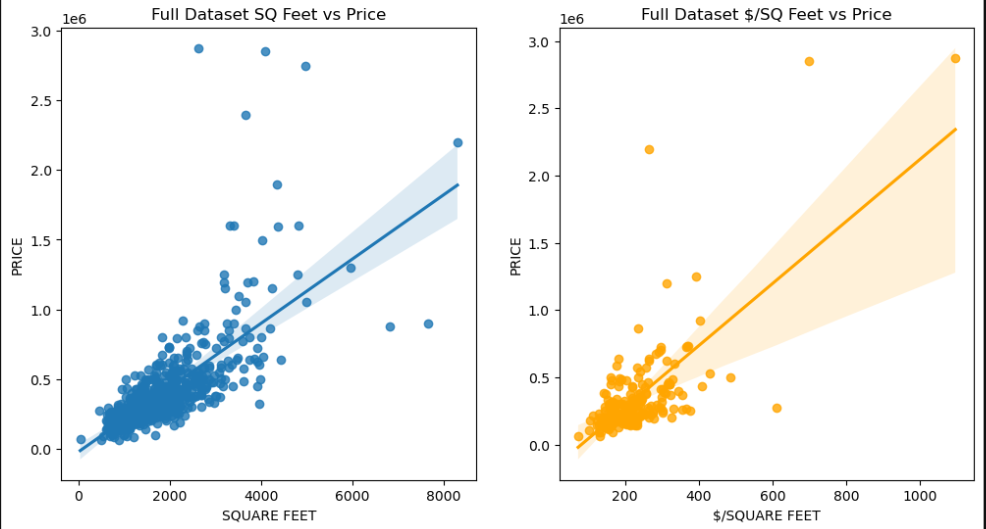 Full Dataset SQ Feet vs Price
1e6
3.0
2.5
2.0
1.5
1.0
0.5
0.0
PRICE
0 2000 4000 6000 8000
SQUARE FEET
Full Dataset $/SQ Feet vs Price
1e6
3.0
2.5
2.0
1.5
1.0
0.5
0.0
PRICE
200 400 600 800 1000
$/SQUARE FEET